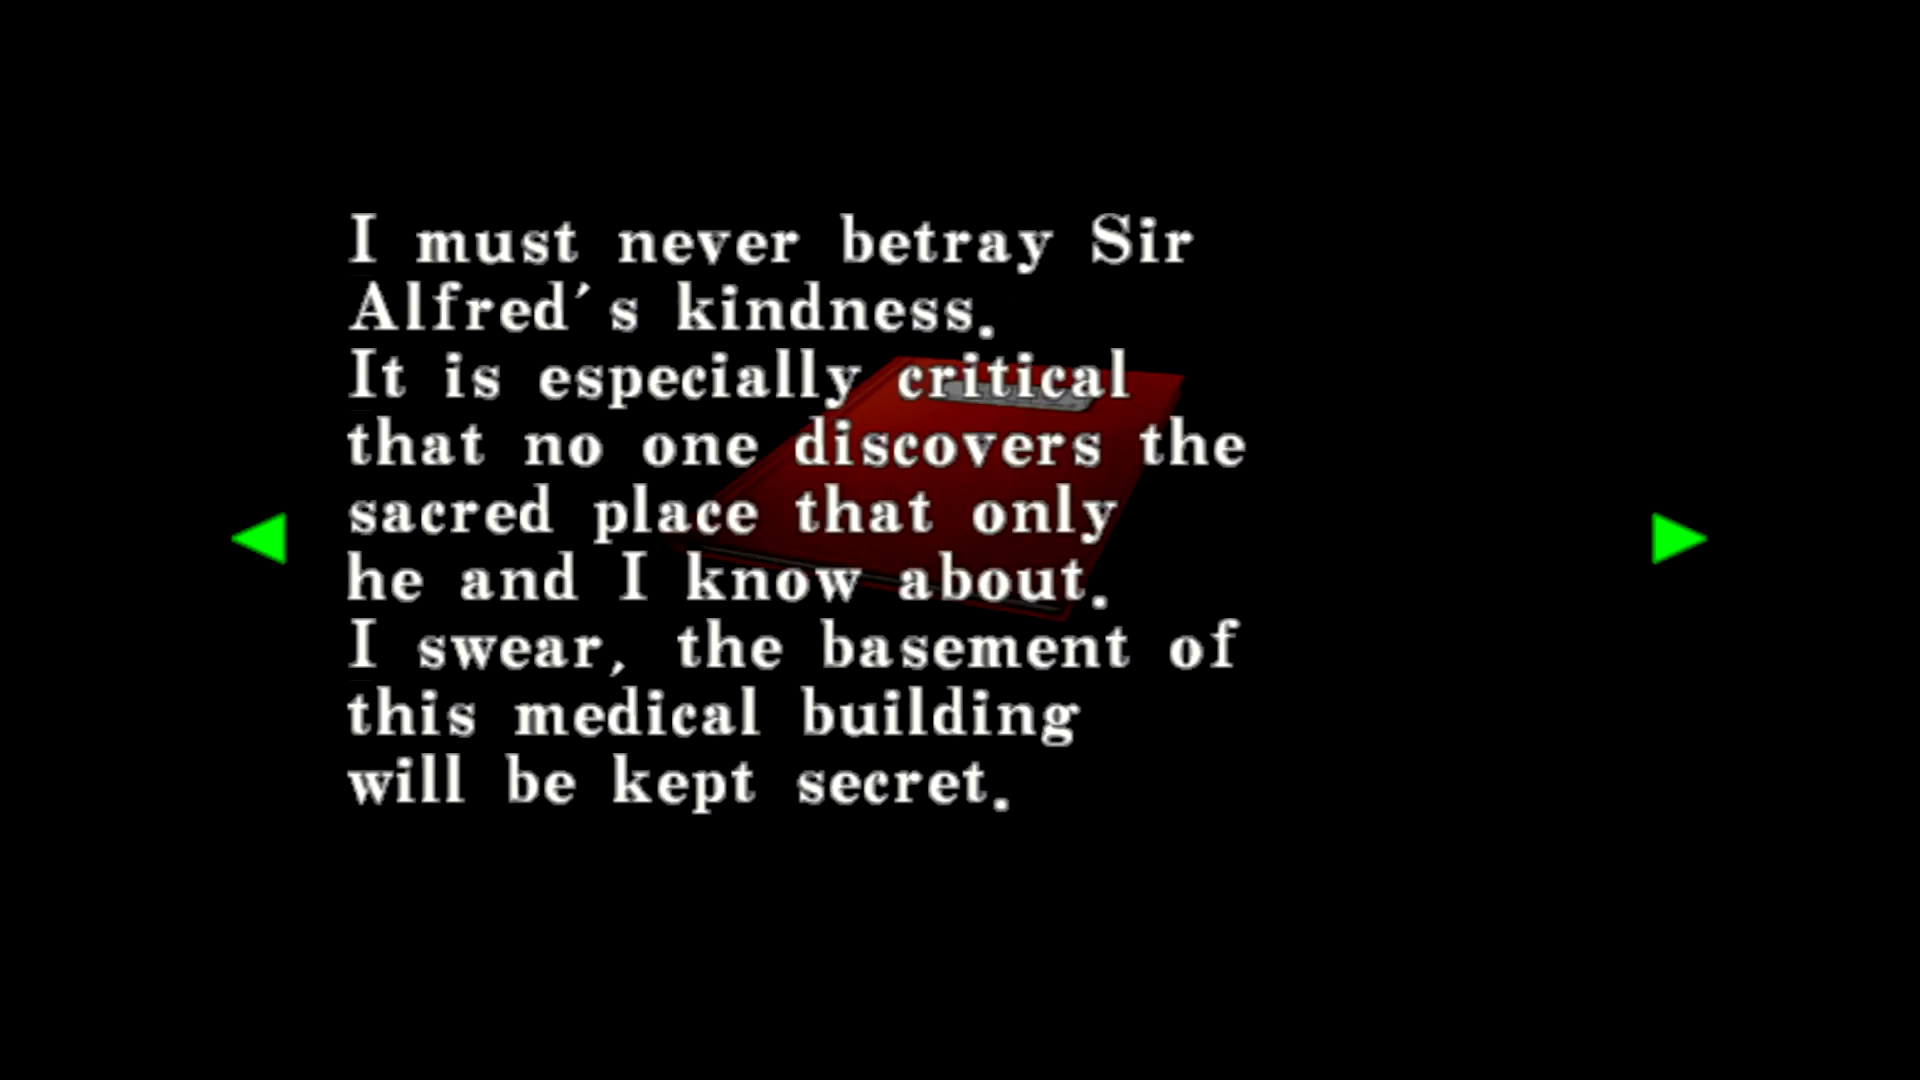 I must never betray Sir
Alfred's kindness.
It is especially critical
that no one discovers the
sacred place that only
he and I know about.
I swear, the basement of
this medical building
will be kept secret.